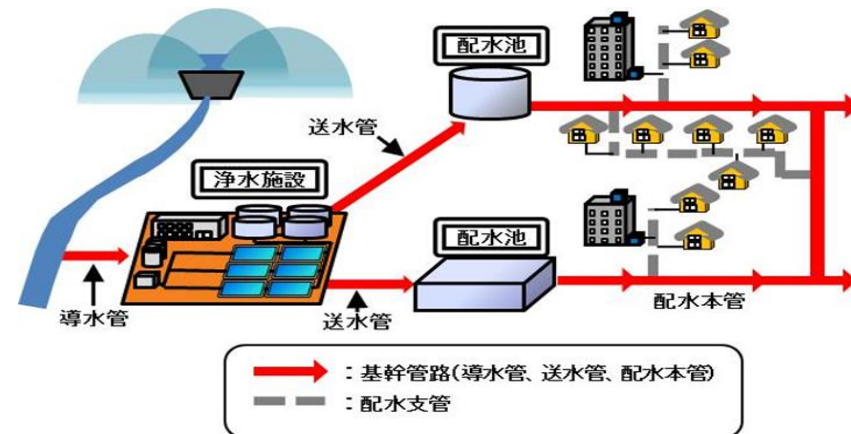 配水池
送水管
浄水施設
配水池
導水管
送水管
配水本管
：基幹管路(導水管、送水管、配水本管)
：配水支管